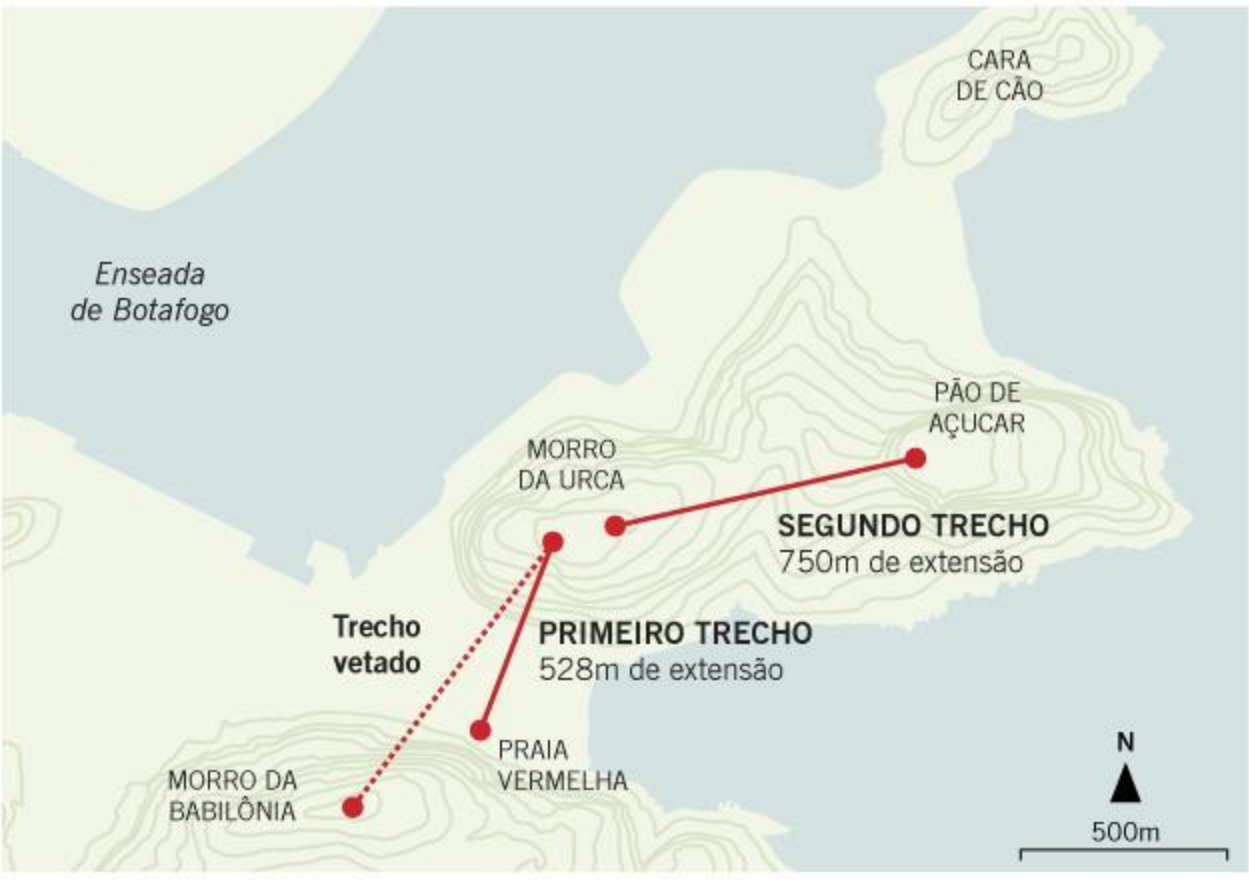 CARA
DE CÃO
Enseada
de Botafogo
PÃO DE
AÇUCAR
MORRO
DA URCA
SEGUNDO TRECHO
750m de extensão
Trecho
vetado
PRIMEIRO TRECHO
528m de extensão
PRAIA
VERMELHA
MORRO DA
BABILÔNIA
N
500m